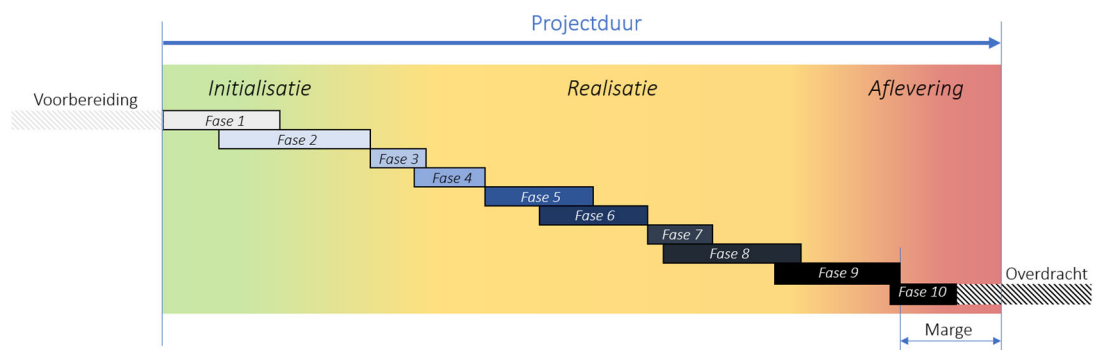 Projectduur
Initialisatie
Realisatie
Aflevering
Voorbereiding
Fase 1
Fase 2
Fase 3
Fase 4
Fase 5
Fase 6
Fase 7
Fase 8
Fase 9
Overdracht
Fase 10
Marge